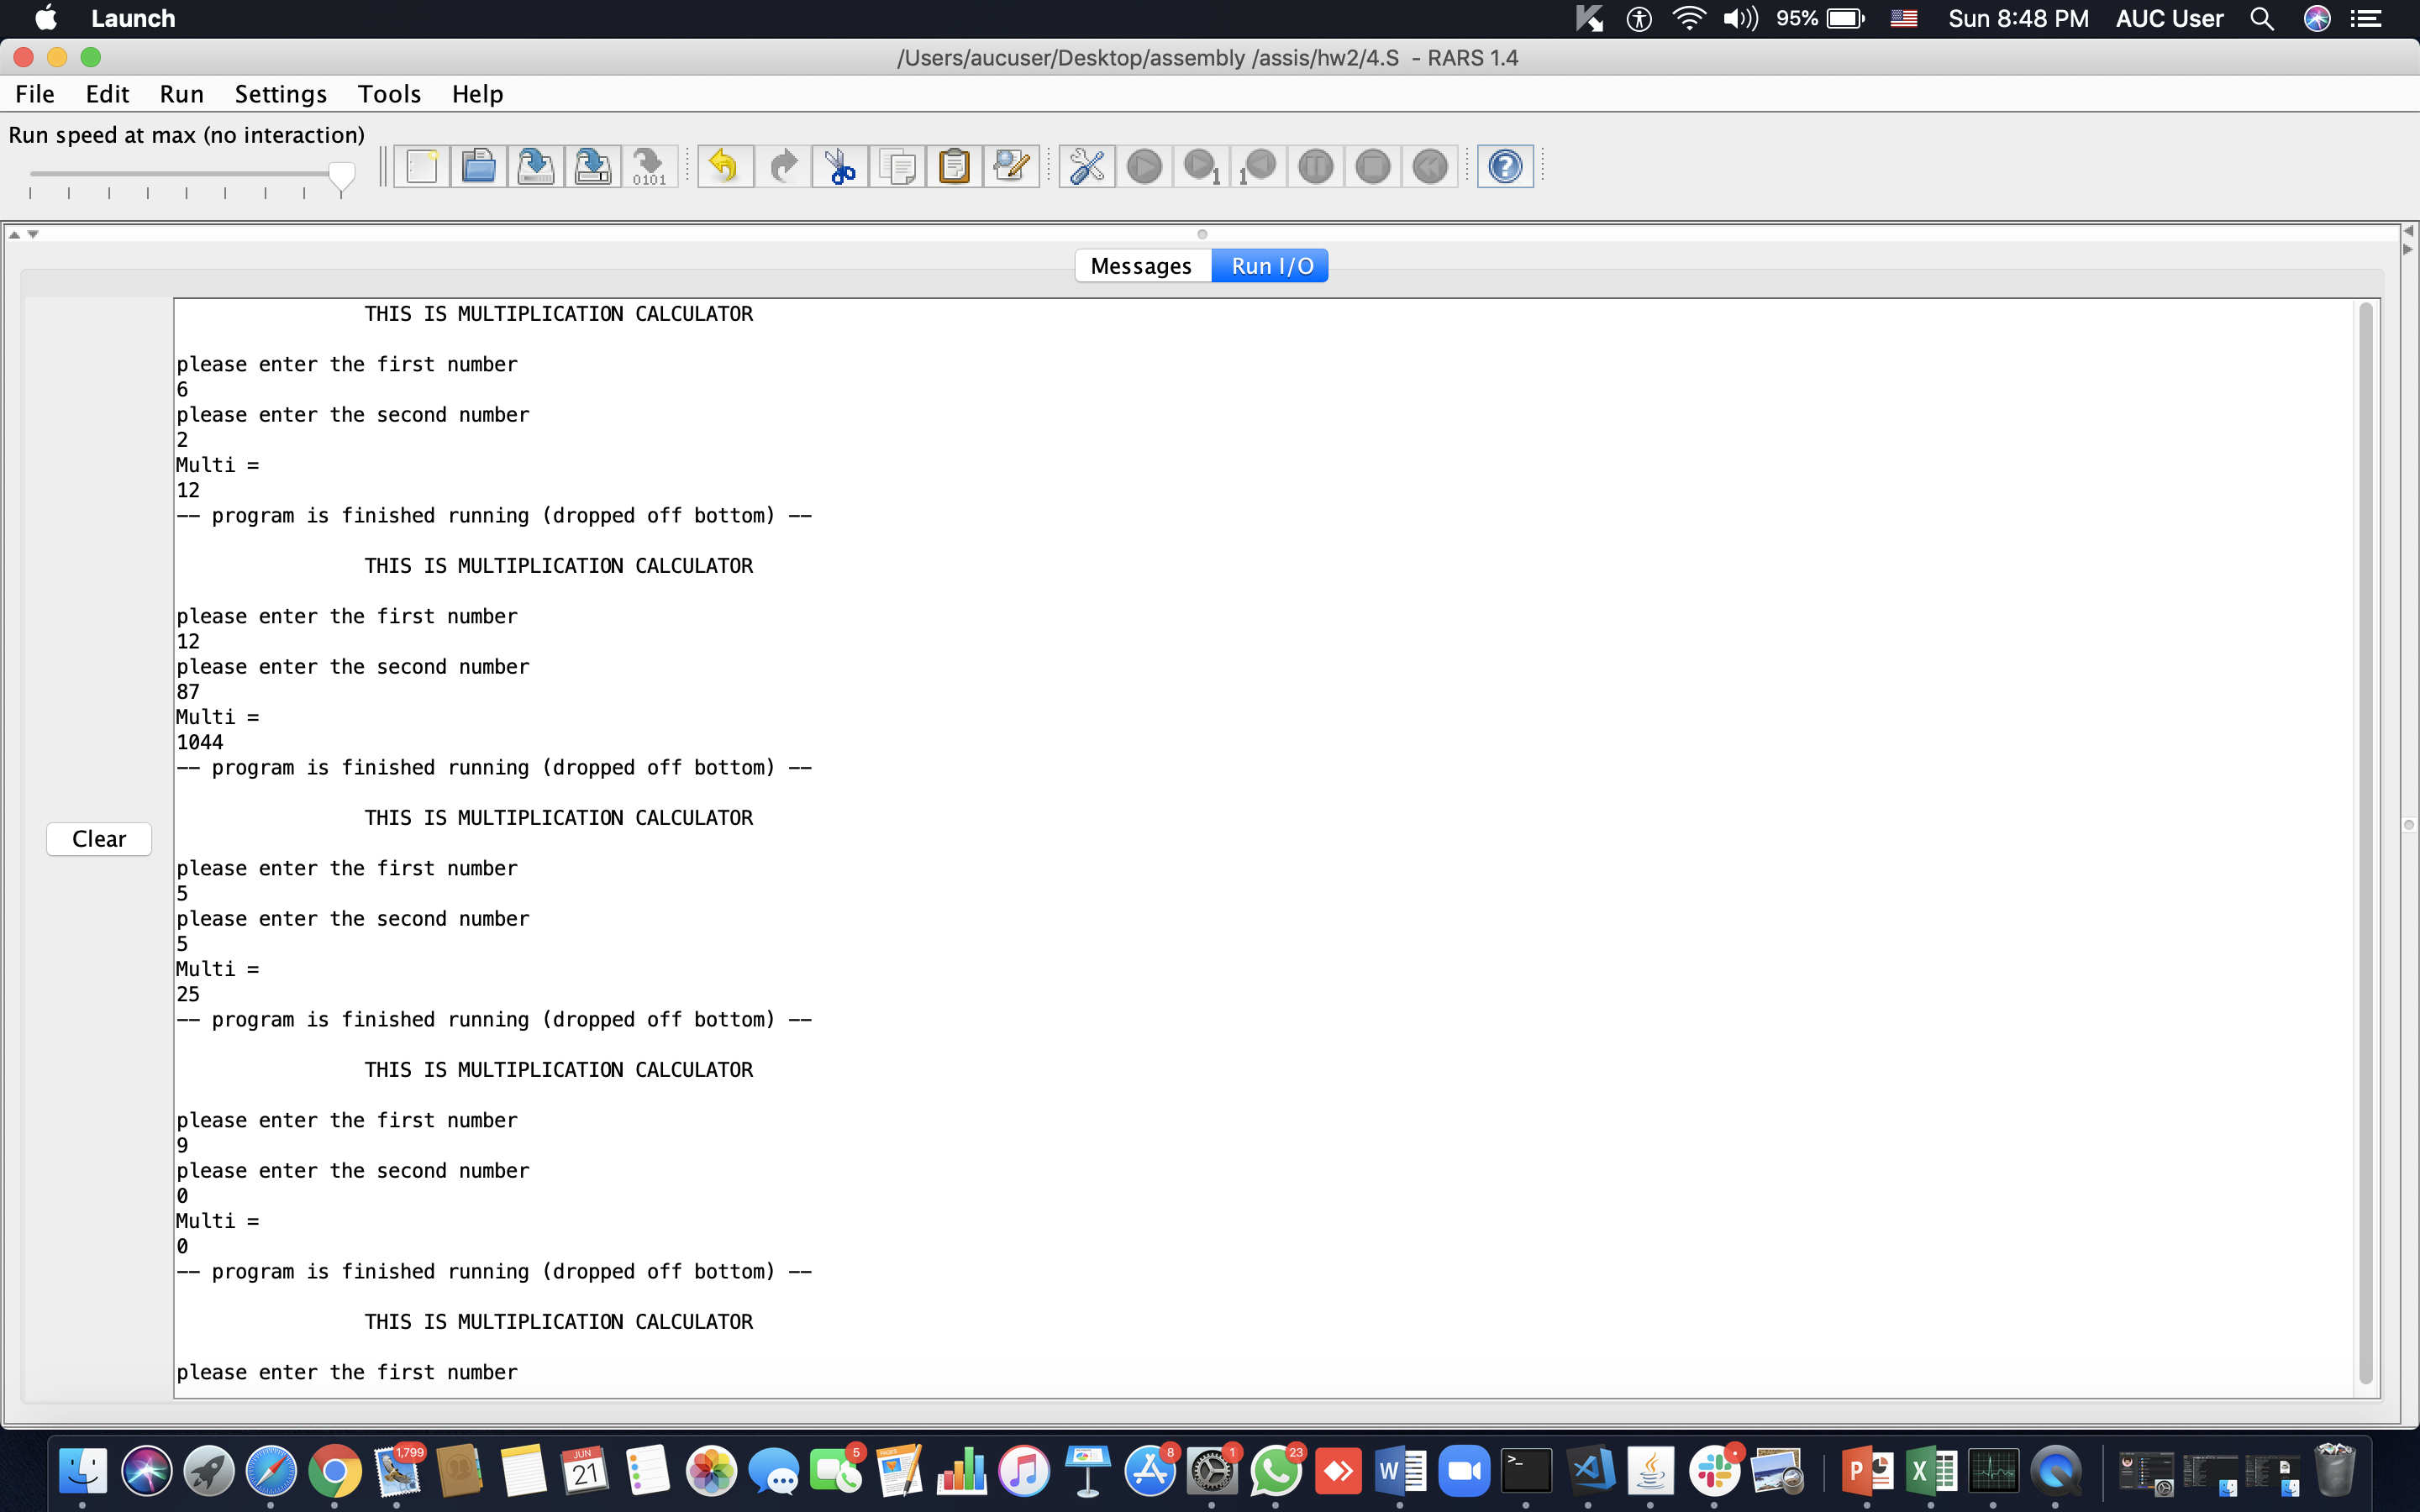 Launch
95%
Sun 8:48 PM AUC User
/Users/aucuser/Desktop/assembly /assis/hw2/4.S - RARS 1.4
File Edit Run Settings Tools Help
Run speed at max (no interaction)
0101
1
1
Messages Run I/O
THIS IS MULTIPLICATION CALCULATOR
please enter the first number
6
please enter the second number
2
Multi =
12
-- program is finished running (dropped off bottom) --
THIS IS MULTIPLICATION CALCULATOR
please enter the first number
12
please enter the second number
87
Multi =
1044
-- program is finished running (dropped off bottom) --
THIS IS MULTIPLICATION CALCULATOR
please enter the first number
5
please enter the second number
5
Multi =
25
-- program is finished running (dropped off bottom) --
THIS IS MULTIPLICATION CALCULATOR
please enter the first number
9
please enter the second number
0
Multi =
0
-- program is finished running (dropped off bottom) --
THIS IS MULTIPLICATION CALCULATOR
please enter the first number
Clear
1,799
JUN
21
5
PAGES
8
1
23
W
>_
P
X